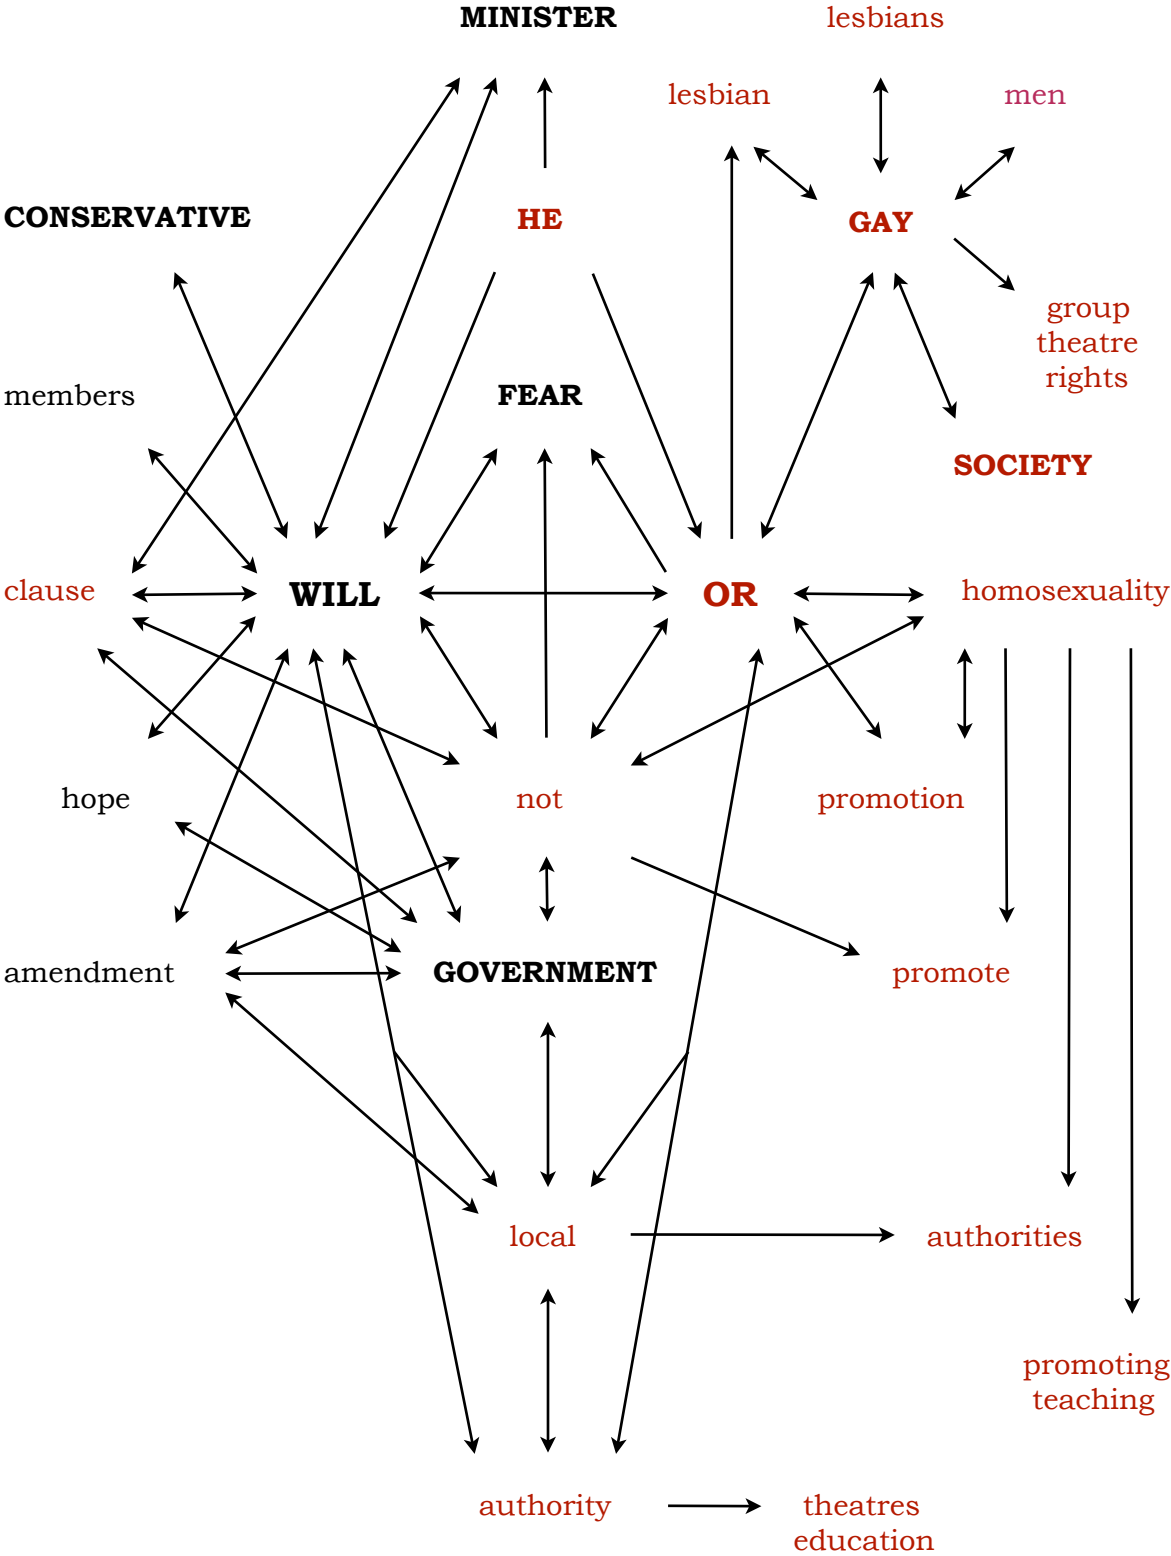 MINISTER
lesbians
lesbian
men
CONSERVATIVE
HE
GAY
group
theatre
rights
members
FEAR
SOCIETY
clause
WILL
OR
homosexuality
hope
not
promotion
amendment
GOVERNMENT
promote
local
authorities
promoting
teaching
authority
theatres
education